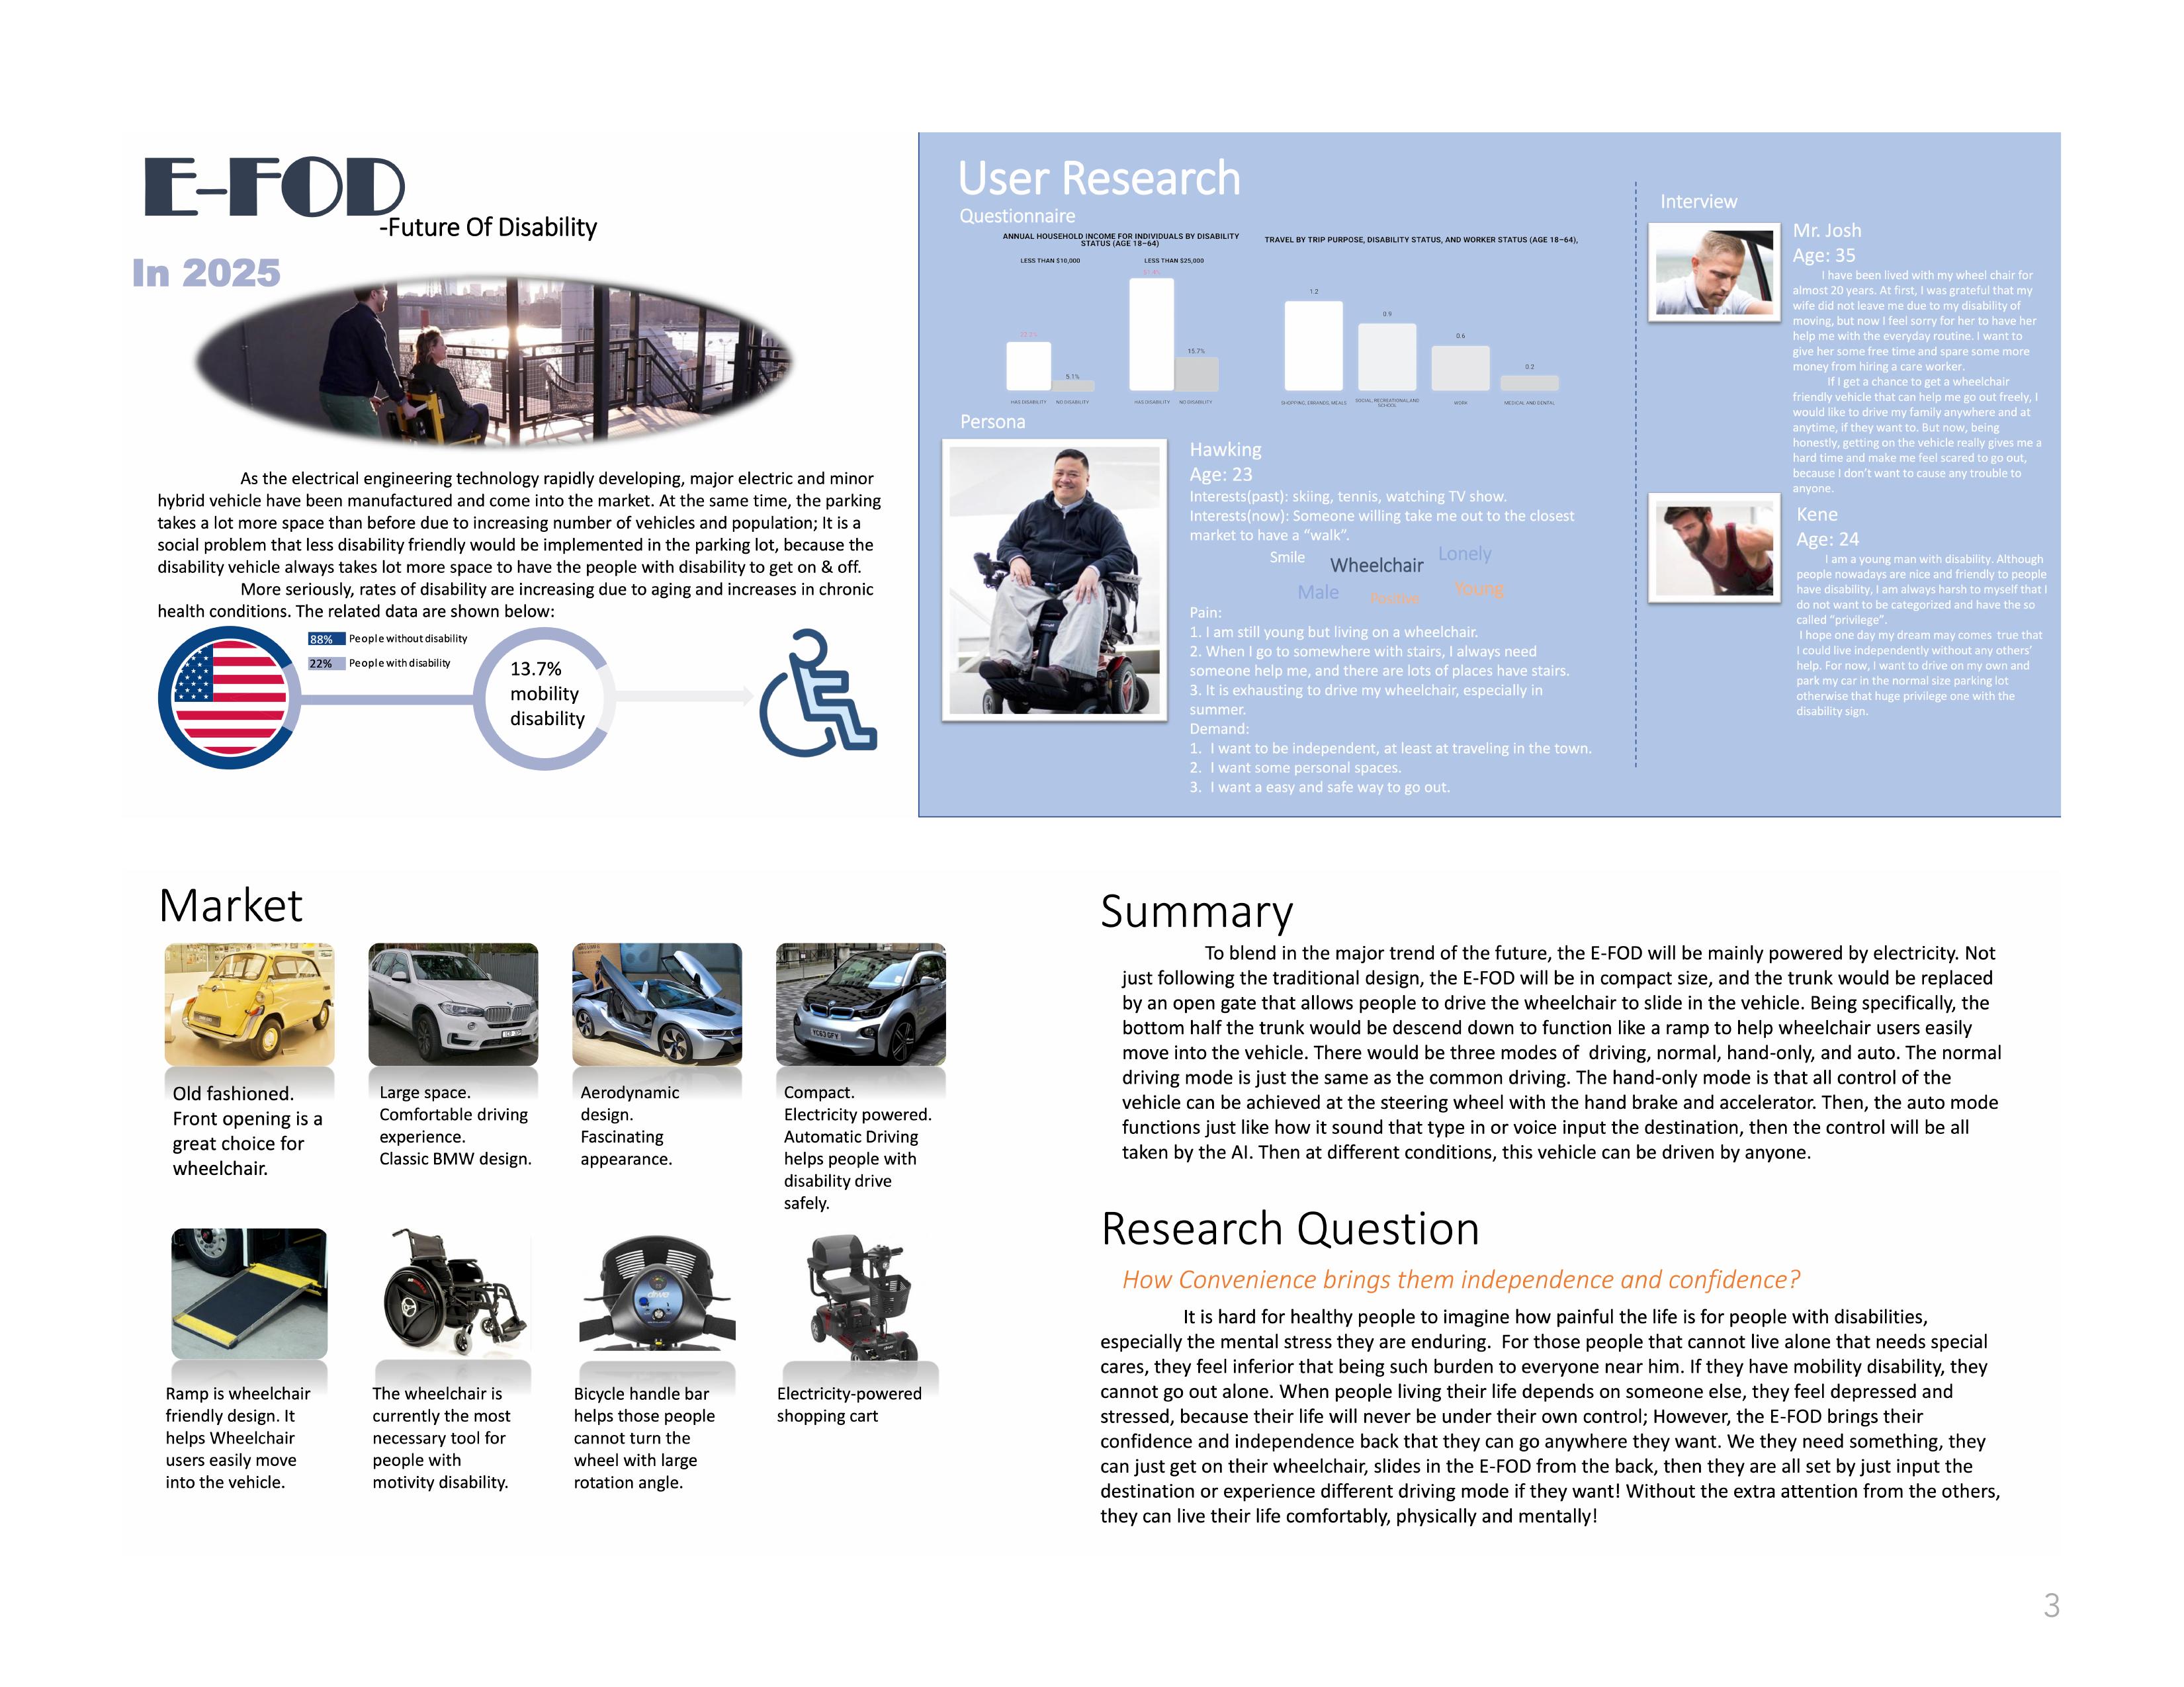 E-FOD
-Future Of Disability
In 2025
As the electrical engineering technology rapidly developing, major electric and minor
hybrid vehicle have been manufactured and come into the market. At the same time, the parking
takes a lot more space than before due to increasing number of vehicles and population; It is a
social problem that less disability friendly would be implemented in the parking lot, because the
disability vehicle always takes lot more space to have the people with disability to get on & off.
More seriously, rates of disability are increasing due to aging and increases in chronic
health conditions. The related data are shown below:
88% People without disability
22% People with disability
13.7%
mobility
disability
User Research
Questionnaire
ANNUAL HOUSEHOLD INCOME FOR INDIVIDUALS BY DISABILITY
STATUS (AGE 18–64)
LESS THAN $10,000
LESS THAN $25,000
5.1%
15.7%
HAS DISABILITY
NO DISABILITY
HAS DISABILITY
NO DISABILITY
TRAVEL BY TRIP PURPOSE, DISABILITY STATUS, AND WORKER STATUS (AGE 18–64),
1.2
0.9
0.6
0.2
SHOPPING, ERRANDS, MEALS
SOCIAL, RECREATIONAL, AND
SCHOOL
WORK
MEDICAL AND DENTAL
Persona
Hawking
Age: 23
Interests(past): skiing, tennis, watching TV show.
Interests(now): Someone willing take me out to the closest
market to have a “walk”.
Smile
Wheelchair
Lonely
Male
Positive
Young
Pain:
1. I am still young but living on a wheelchair.
2. When I go to somewhere with stairs, I always need
someone help me, and there are lots of places have stairs.
3. It is exhausting to drive my wheelchair, especially in
summer.
Demand:
1. I want to be independent, at least at traveling in the town.
2. I want some personal spaces.
3. I want a easy and safe way to go out.
Interview
Mr. Josh
Age: 35
I have been lived with my wheel chair for
almost 20 years. At first, I was grateful that my
wife did not leave me due to my disability of
moving, but now I feel sorry for her to have her
help me with the everyday routine. I want to
give her some free time and spare some more
money from hiring a care worker.
If I get a chance to get a wheelchair
friendly vehicle that can help me go out freely, I
would like to drive my family anywhere and at
anytime, if they want to. But now, being
honestly, getting on the vehicle really gives me a
hard time and make me feel scared to go out,
because I don’t want to cause any trouble to
anyone.
Kene
Age: 24
I am a young man with disability. Although
people nowadays are nice and friendly to people
have disability, I am always harsh to myself that I
do not want to be categorized and have the so
called “privilege”.
I hope one day my dream may comes true that
I could live independently without any others’
help. For now, I want to drive on my own and
park my car in the normal size parking lot
otherwise that huge privilege one with the
disability sign.
Market
YC63 GFY
Old fashioned.
Front opening is a
great choice for
wheelchair.
Large space.
Comfortable driving
experience.
Classic BMW design.
Aerodynamic
design.
Fascinating
appearance.
Compact.
Electricity powered.
Automatic Driving
helps people with
disability drive
safely.
drive
Ramp is wheelchair
friendly design. It
helps Wheelchair
users easily move
into the vehicle.
The wheelchair is
currently the most
necessary tool for
people with
motivity disability.
Bicycle handle bar
helps those people
cannot turn the
wheel with large
rotation angle.
Electricity-powered
shopping cart
Summary
To blend in the major trend of the future, the E-FOD will be mainly powered by electricity. Not
just following the traditional design, the E-FOD will be in compact size, and the trunk would be replaced
by an open gate that allows people to drive the wheelchair to slide in the vehicle. Being specifically, the
bottom half the trunk would be descend down to function like a ramp to help wheelchair users easily
move into the vehicle. There would be three modes of driving, normal, hand-only, and auto. The normal
driving mode is just the same as the common driving. The hand-only mode is that all control of the
vehicle can be achieved at the steering wheel with the hand brake and accelerator. Then, the auto mode
functions just like how it sound that type in or voice input the destination, then the control will be all
taken by the AI. Then at different conditions, this vehicle can be driven by anyone.
Research Question
How Convenience brings them independence and confidence?
It is hard for healthy people to imagine how painful the life is for people with disabilities,
especially the mental stress they are enduring. For those people that cannot live alone that needs special
cares, they feel inferior that being such burden to everyone near him. If they have mobility disability, they
cannot go out alone. When people living their life depends on someone else, they feel depressed and
stressed, because their life will never be under their own control; However, the E-FOD brings their
confidence and independence back that they can go anywhere they want. We they need something, they
can just get on their wheelchair, slides in the E-FOD from the back, then they are all set by just input the
destination or experience different driving mode if they want! Without the extra attention from the others,
they can live their life comfortably, physically and mentally!
3